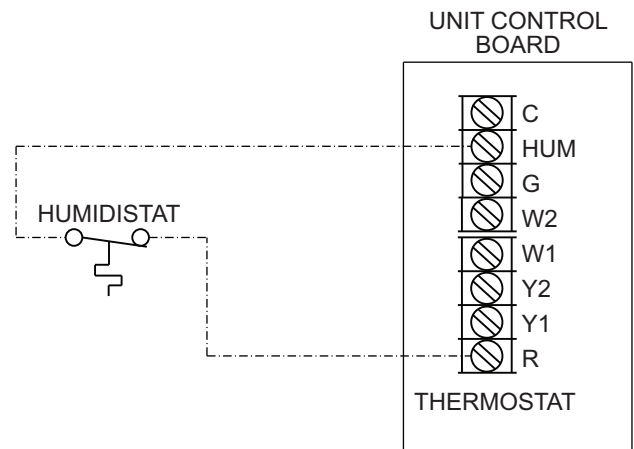 UNIT CONTROL
BOARD
C
HUM
G
HUMIDISTAT
W2
W1
Y2
Y1
R
THERMOSTAT